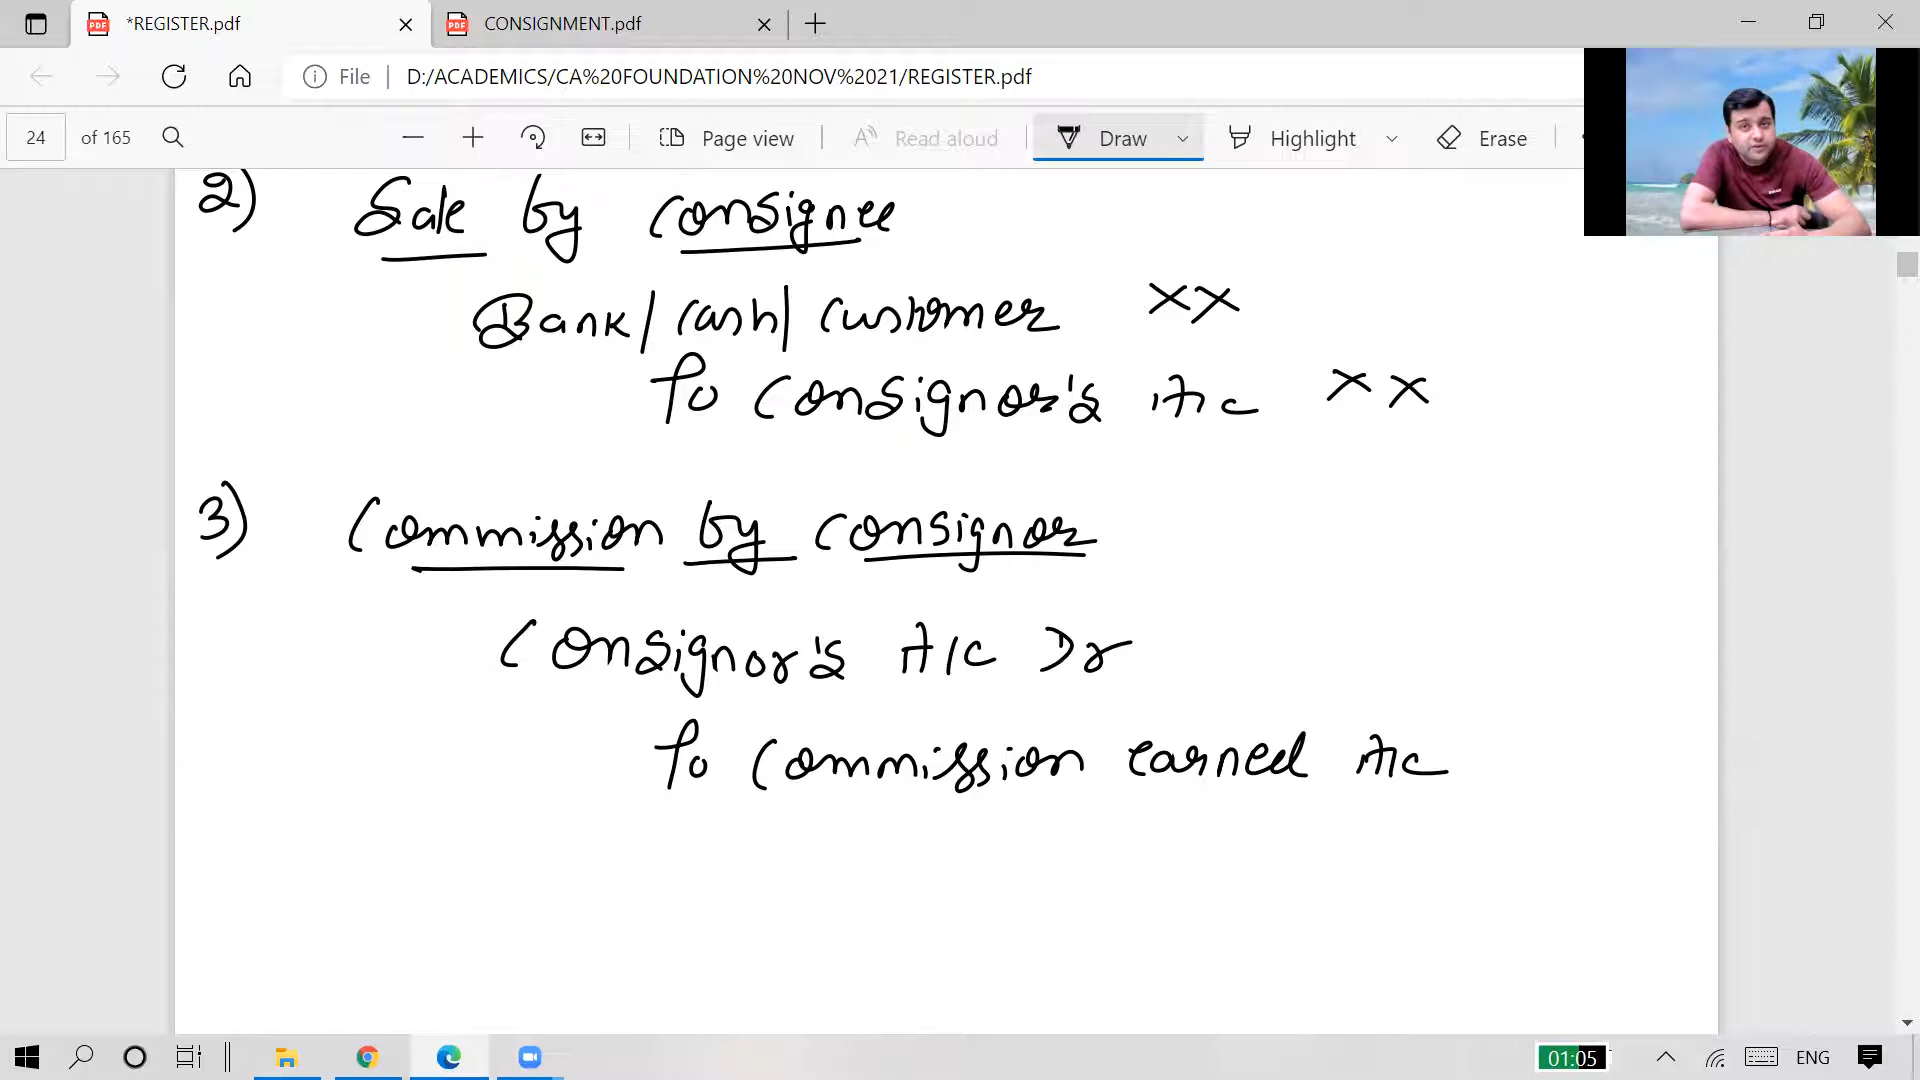 *REGISTER.pdf
CONSIGNMENT.pdf
File
D:/ACADEMICS/CA%20FOUNDATION%20NOV%2021/REGISTER.pdf
24 of 165
Page view
Read aloud
Draw
Highlight
Erase
2) Sale by consignee
Bank/cash/customer xx
To Consignor's A/c xx
3) Commission by consignor
Consignor's A/c Dr
To Commission earned A/c
01:05
ENG